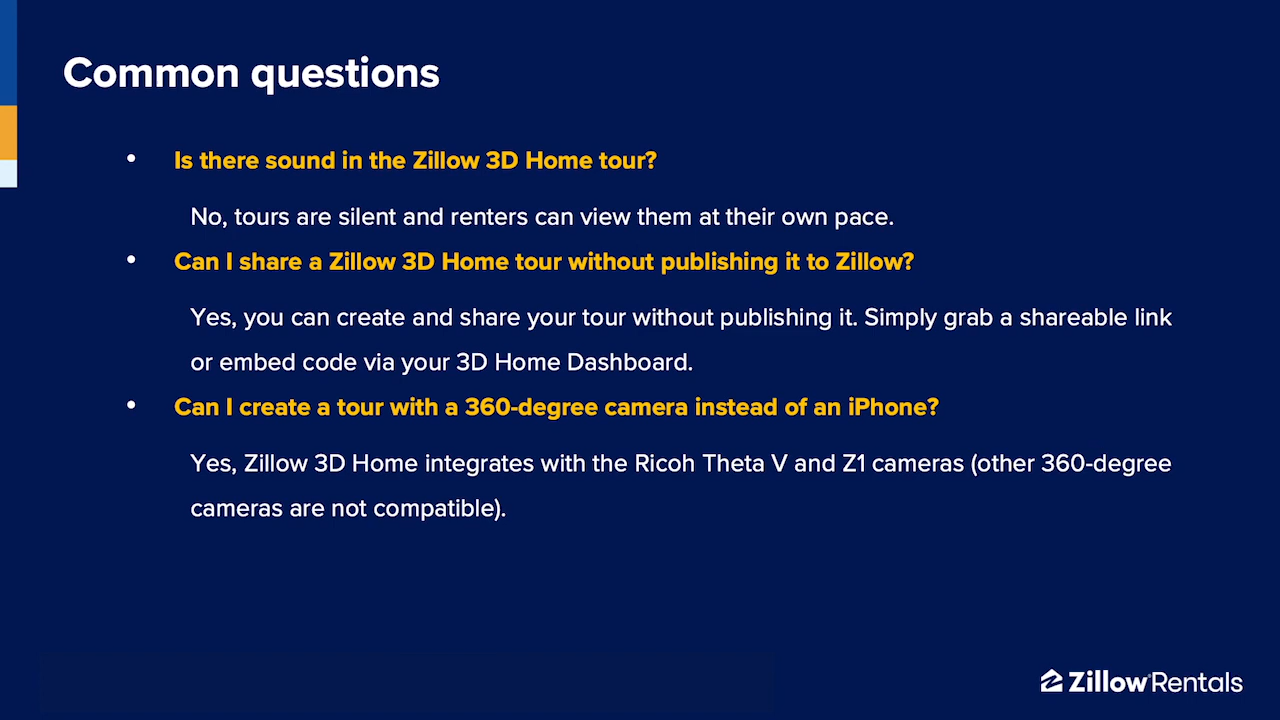 Common questions
• Is there sound in the Zillow 3D Home tour?
No, tours are silent and renters can view them at their own pace.
• Can I share a Zillow 3D Home tour without publishing it to Zillow?
Yes, you can create and share your tour without publishing it. Simply grab a shareable link
or embed code via your 3D Home Dashboard.
• Can I create a tour with a 360-degree camera instead of an iPhone?
Yes, Zillow 3D Home integrates with the Ricoh Theta V and Z1 cameras (other 360-degree
cameras are not compatible).
Zillow Rentals